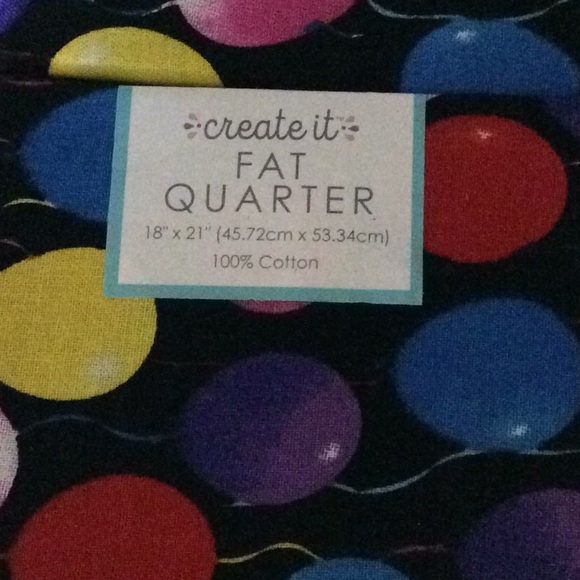 create it
FAT
QUARTER
18" x 21" (45.72cm x 53.34cm)
100% Cotton